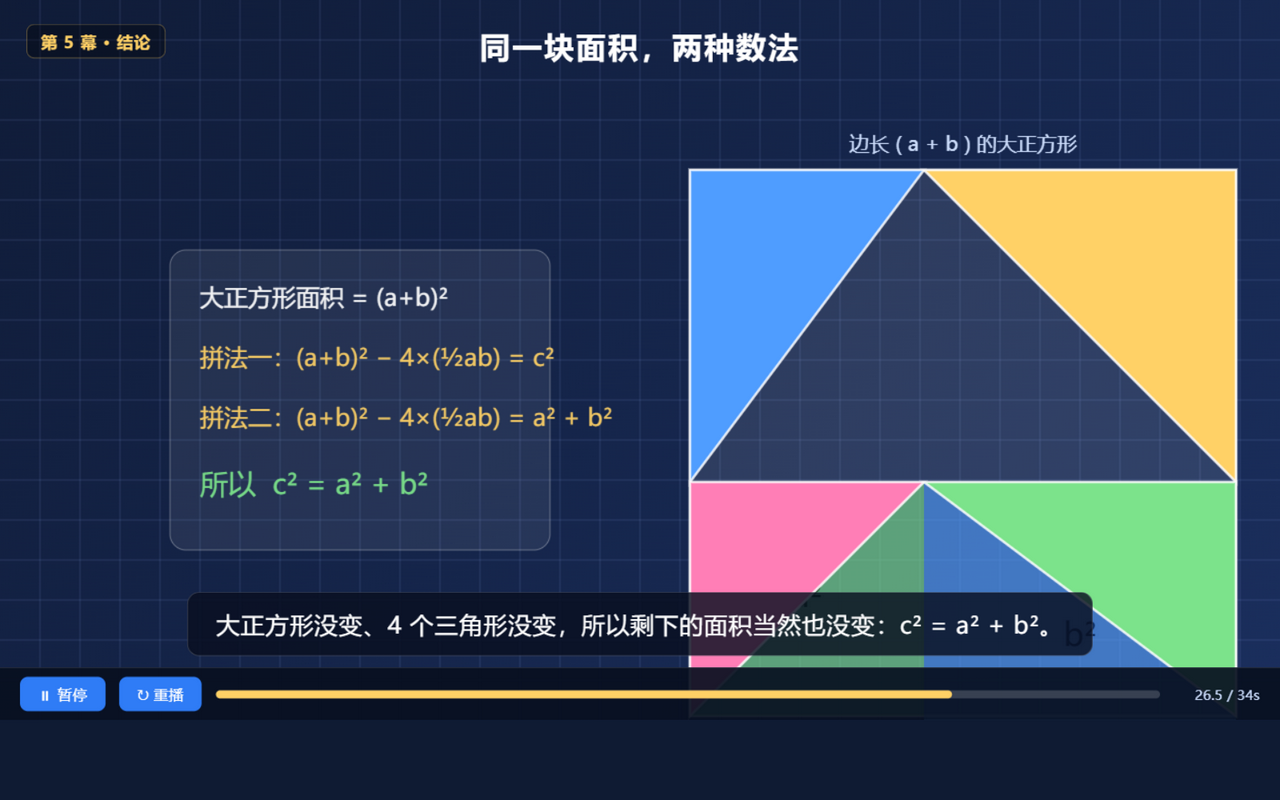 第 5 幕 · 结论
同一块面积，两种数法
边长 ( a + b ) 的大正方形
大正方形面积 = (a+b)²
拼法一：(a+b)² − 4×(½ab) = c²
拼法二：(a+b)² − 4×(½ab) = a² + b²
所以 c² = a² + b²
大正方形没变、4 个三角形没变，所以剩下的面积当然也没变：c² = a² + b²。
b²
⏸ 暂停
↻ 重播
26.5 / 34s